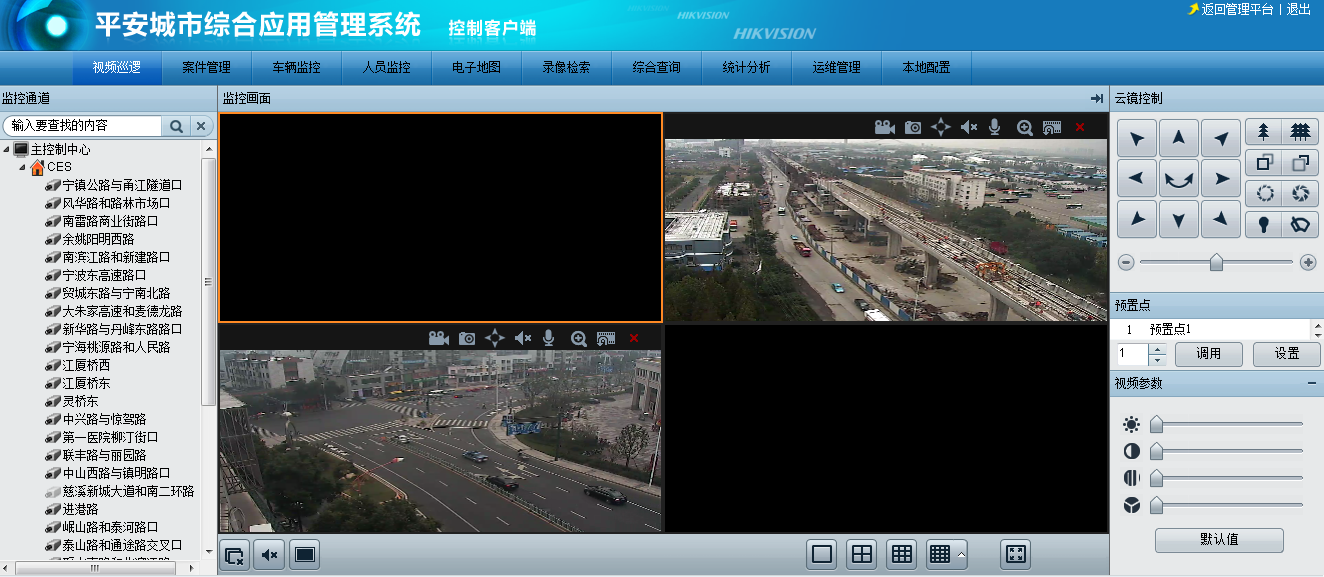 平安城市综合应用管理系统 控制客户端
HIKVISION
HIKVISION
返回管理平台 | 退出
视频巡逻 案件管理 车辆监控 人员监控 电子地图 录像检索 综合查询 统计分析 运维管理 本地配置
监控通道
监控画面
云镜控制
输入要查找的内容
主控制中心
CES
宁镇公路与甬江隧道口
风华路和路林市场口
南雷路商业街路口
余姚阳明西路
南滨江路和新建路口
宁波东高速路口
贸城东路与宁南北路
大朱家高速和麦德龙路
新华路与丹峰东路路口
宁海桃源路和人民路
江厦桥西
江厦桥东
灵桥东
中兴路与惊驾路
第一医院柳汀街口
联丰路与丽园路
中山西路与镇明路口
慈溪新城大道和南二环路
进港路
岷山路和泰河路口
泰山路和通途路交叉口
预置点
1 预置点1
1 调用 设置
视频参数
默认值